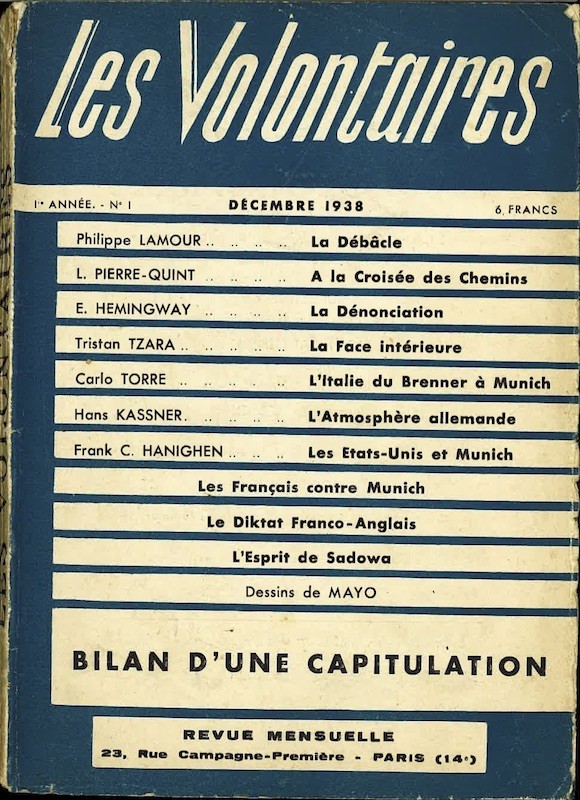 Les Volontaires
1re ANNÉE. - N° 1 DÉCEMBRE 1938 6, FRANCS
Philippe LAMOUR .. .. .. .. La Débâcle
L. PIERRE-QUINT .. .. .. .. A la Croisée des Chemins
E. HEMINGWAY .. .. .. .. La Dénonciation
Tristan TZARA .. .. .. .. La Face intérieure
Carlo TORRE .. .. .. .. L'Italie du Brenner à Munich
Hans KASSNER. .. .. .. L'Atmosphère allemande
Frank C. HANIGHEN .. .. .. Les Etats-Unis et Munich
Les Français contre Munich
Le Diktat Franco-Anglais
L'Esprit de Sadowa
Dessins de MAYO
BILAN D'UNE CAPITULATION
REVUE MENSUELLE
23, Rue Campagne-Première - PARIS (14e)